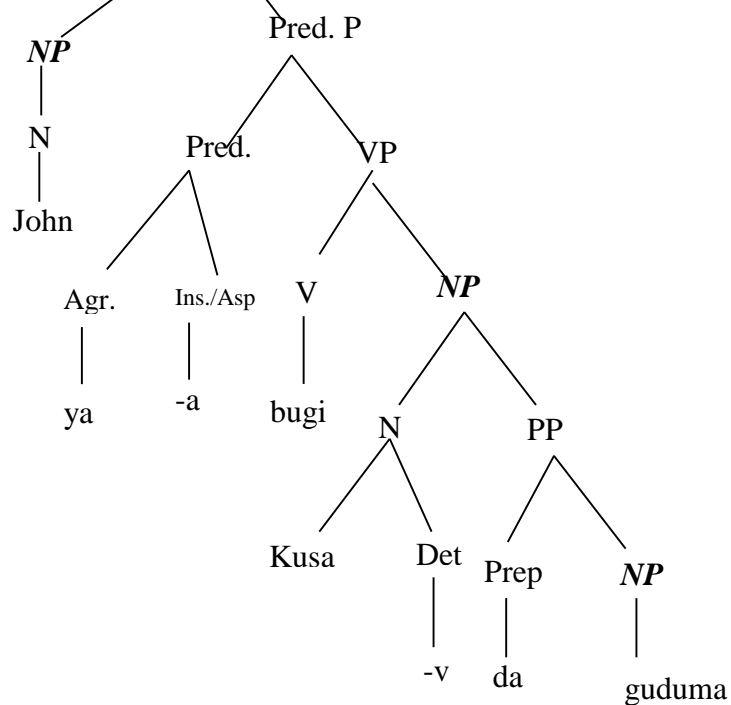 Pred. P
NP
N
Pred.
VP
John
Agr.
Ins./Asp
V
NP
ya
-a
bugi
N
PP
Kusa
Det
Prep
NP
-v
da
guduma